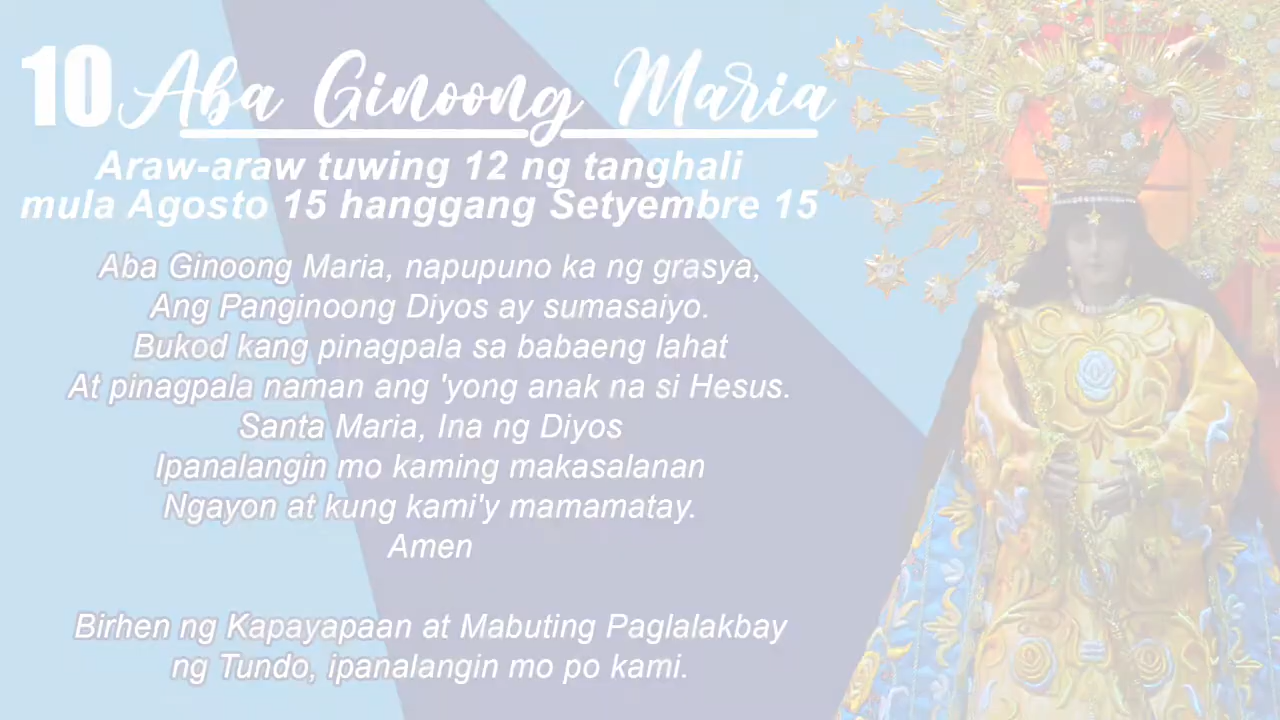 10 Aba Ginoong Maria
Araw-araw tuwing 12 ng tanghali
mula Agosto 15 hanggang Setyembre 15
Aba Ginoong Maria, napupuno ka ng grasya,
Ang Panginoong Diyos ay sumasaiyo.
Bukod kang pinagpala sa babaeng lahat
At pinagpala naman ang 'yong anak na si Hesus.
Santa Maria, Ina ng Diyos
Ipanalangin mo kaming makasalanan
Ngayon at kung kami'y mamamatay.
Amen
Birhen ng Kapayapaan at Mabuting Paglalakbay
ng Tundo, ipanalangin mo po kami.